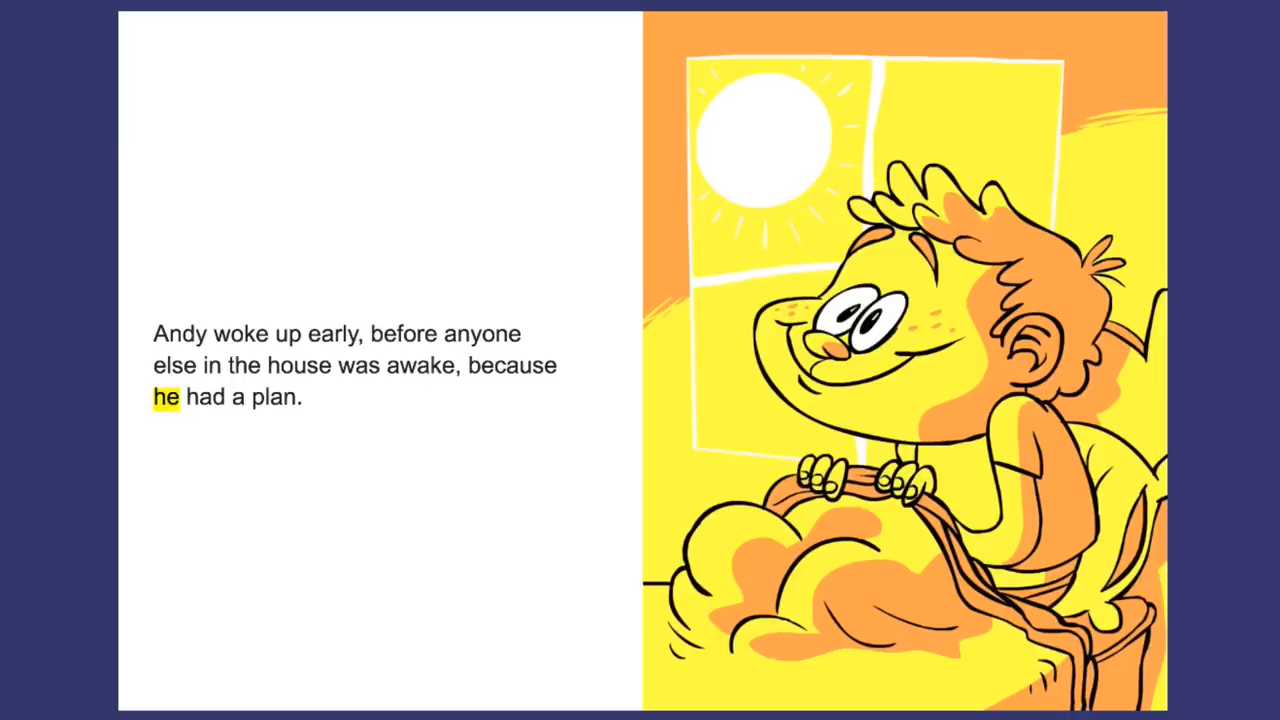 Andy woke up early, before anyone
else in the house was awake, because
he had a plan.